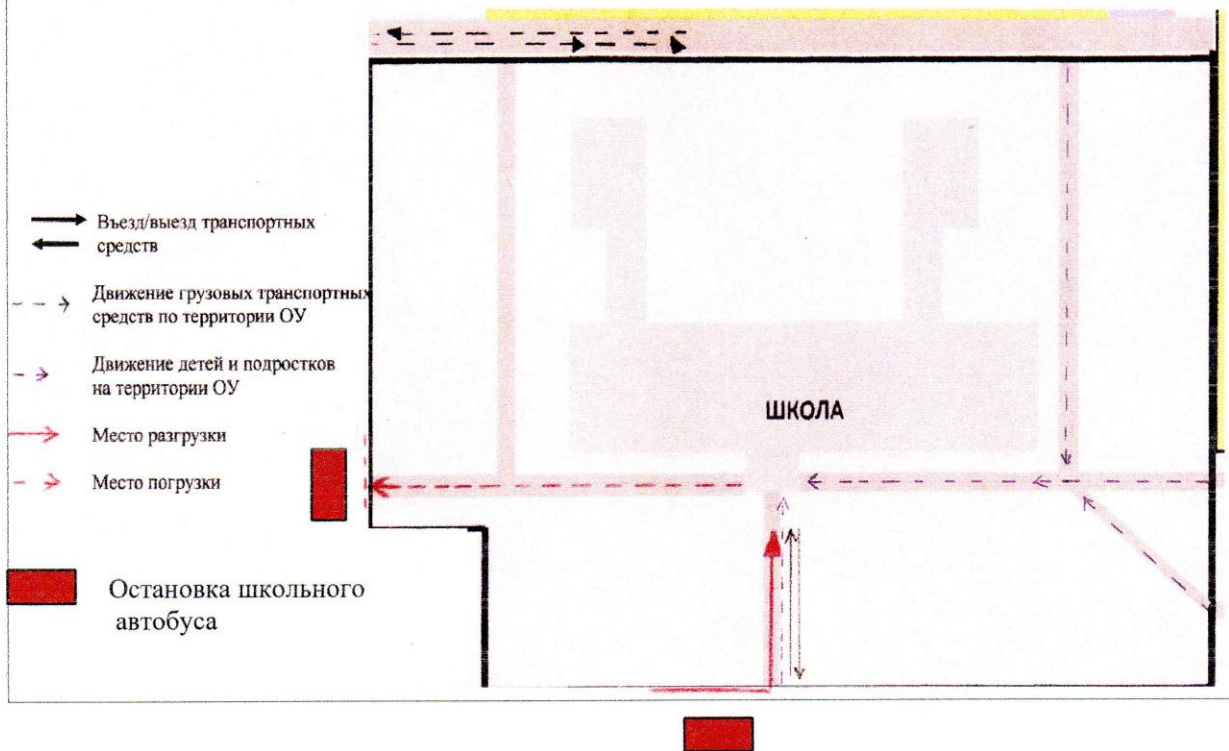 Въезд/выезд транспортных
средств
Движение грузовых транспортных
средств по территории ОУ
Движение детей и подростков
на территории ОУ
Место разгрузки
Место погрузки
Остановка школьного
автобуса
ШКОЛА